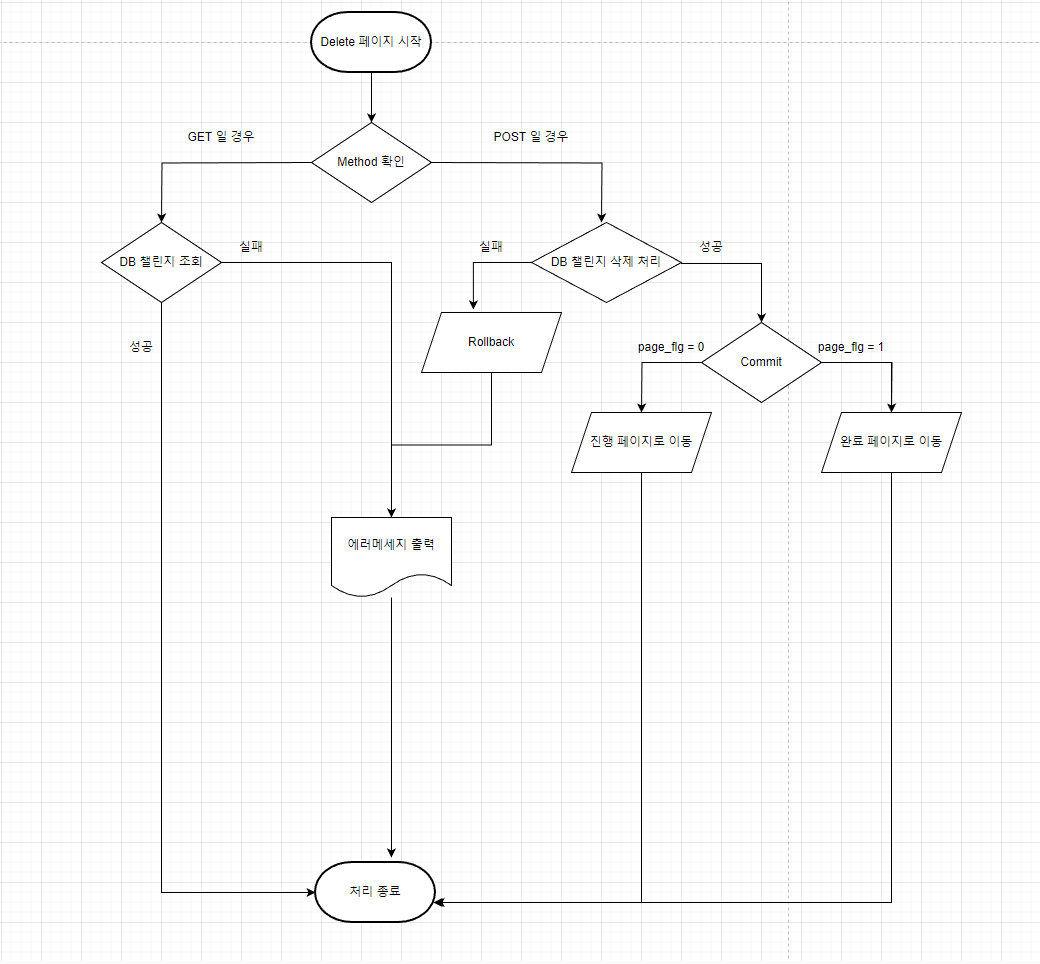 Delete 페이지 시작
GET 일 경우
POST 일 경우
Method 확인
실패
실패
성공
DB 챌린지 조회
DB 챌린지 삭제 처리
성공
Rollback
page_flg = 0
page_flg = 1
Commit
진행 페이지로 이동
완료 페이지로 이동
에러메세지 출력
처리 종료